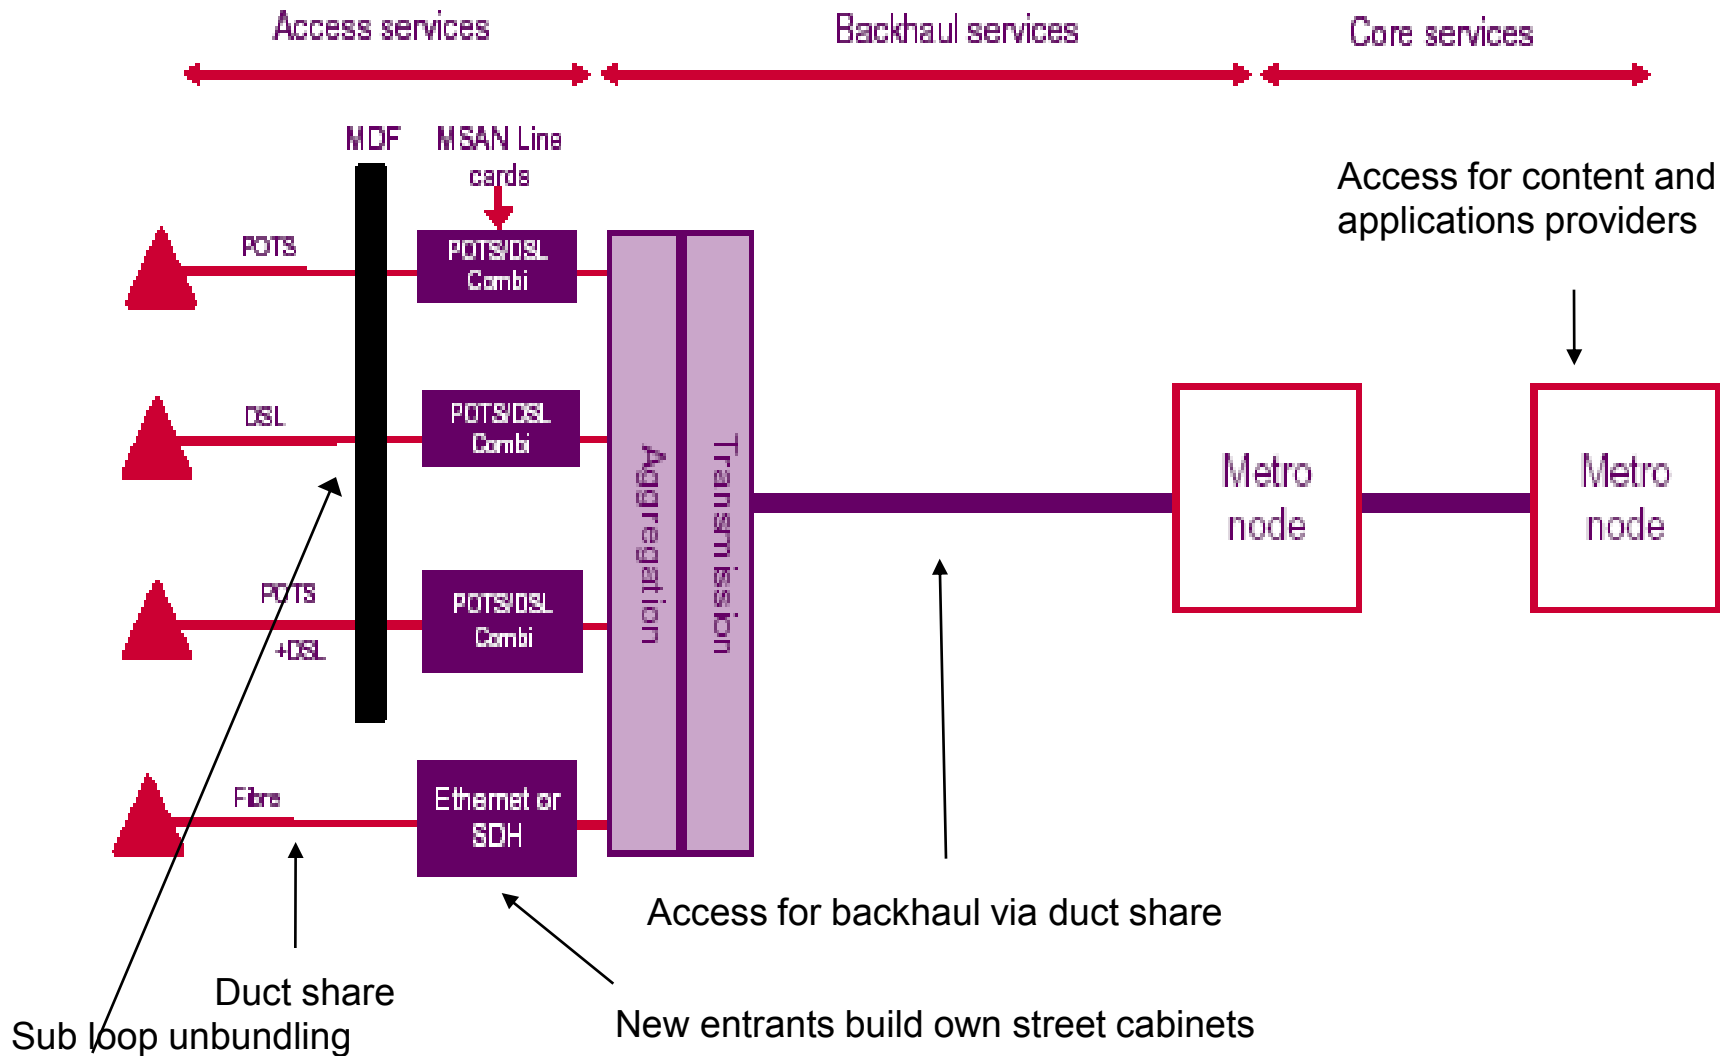 Access services
Backhaul services
Core services
MDF
MSAN Line
cards
Access for content and
applications providers
POTS
POTS/DSL
Combi
DSL
POTS/DSL
Combi
Aggregation
Transmission
Metro
node
Metro
node
POTS
+DSL
POTS/DSL
Combi
Fibre
Ethernet or
SDH
Access for backhaul via duct share
Duct share
New entrants build own street cabinets
Sub loop unbundling